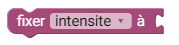 fixer intensite à